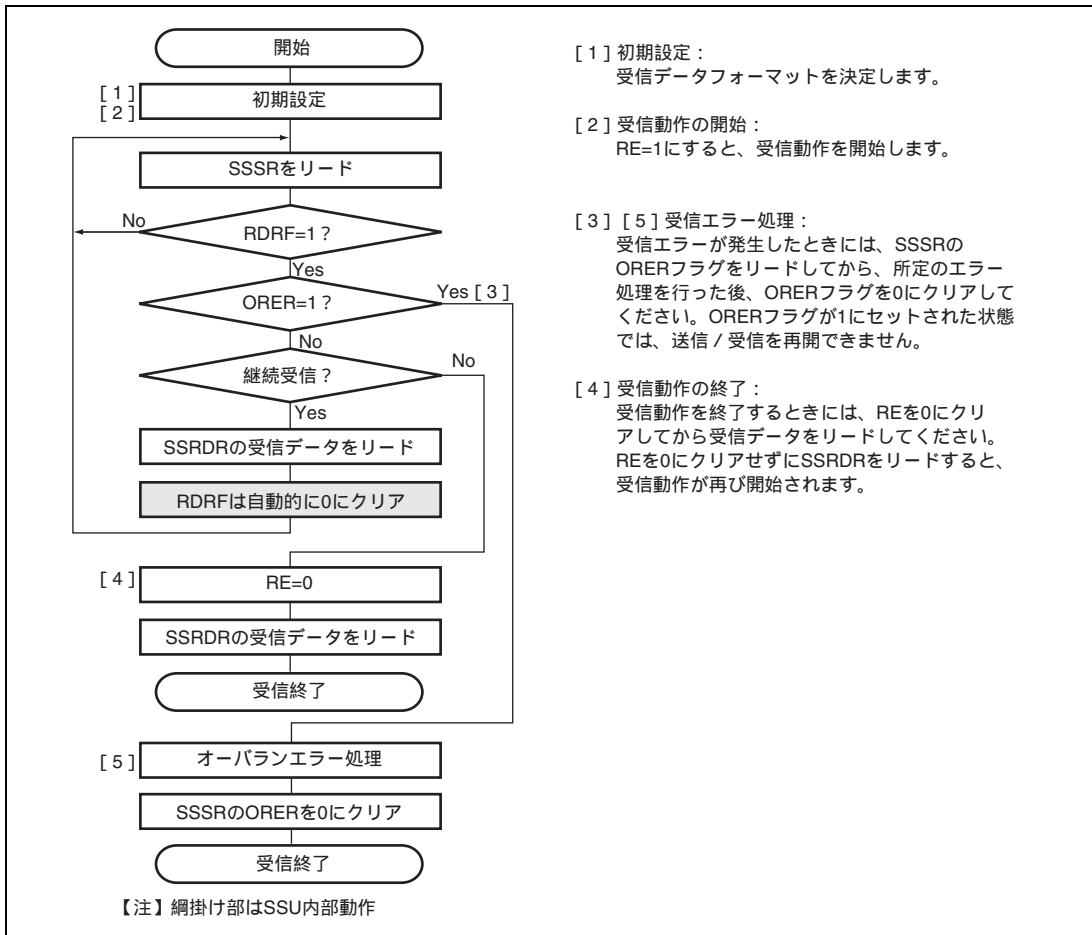 開始
[ 1 ]
[ 2 ]
初期設定
SSSRをリード
No
RDRF=1？
Yes
ORER=1？
Yes [ 3 ]
No
継続受信？
No
Yes
SSRDRの受信データをリード
RDRFは自動的に0にクリア
[ 4 ]
RE=0
SSRDRの受信データをリード
受信終了
[ 5 ]
オーバランエラー処理
SSSRのORERを0にクリア
受信終了
【注】網掛け部はSSU内部動作
[ 1 ] 初期設定：
受信データフォーマットを決定します。
[ 2 ] 受信動作の開始：
RE=1にすると、受信動作を開始します。
[ 3 ] [ 5 ] 受信エラー処理：
受信エラーが発生したときには、SSSRの
ORERフラグをリードしてから、所定のエラー
処理を行った後、ORERフラグを0にクリアして
ください。ORERフラグが1にセットされた状態
では、送信 / 受信を再開できません。
[ 4 ] 受信動作の終了：
受信動作を終了するときには、REを0にクリ
アしてから受信データをリードしてください。
REを0にクリアせずにSSRDRをリードすると、
受信動作が再び開始されます。